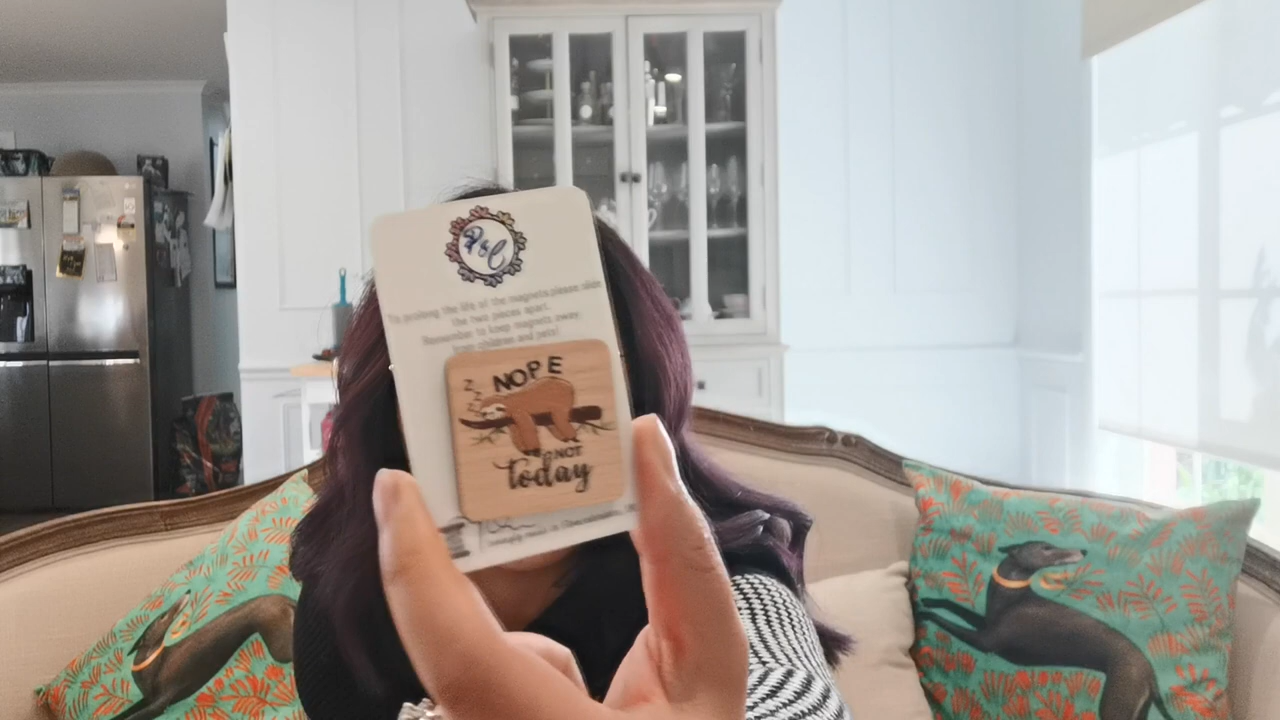 To prolong the life of the magnets please slide
the two pieces apart.
Remember to keep magnets away
from children and pets!
Z Z Z
NOPE
NOT
today